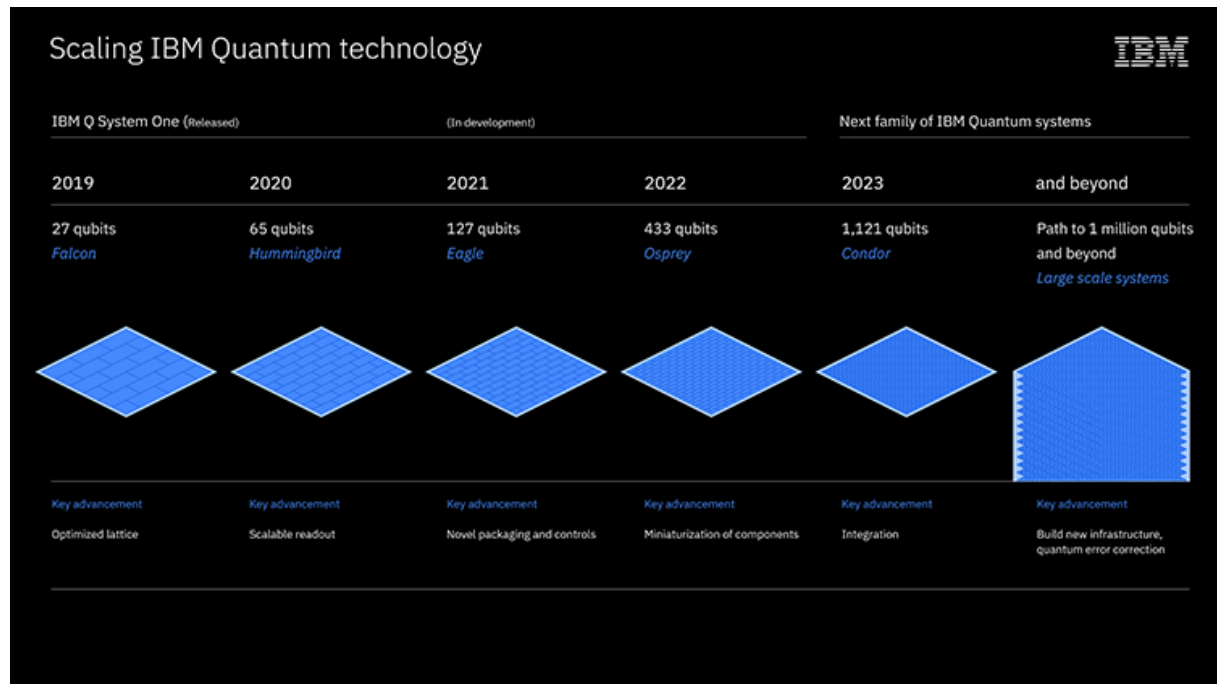 Scaling IBM Quantum technology
IBM
IBM Q System One (Released)
(In development)
Next family of IBM Quantum systems
2019
2020
2021
2022
2023
and beyond
27 qubits
Falcon
65 qubits
Hummingbird
127 qubits
Eagle
433 qubits
Osprey
1,121 qubits
Condor
Path to 1 million qubits
and beyond
Large scale systems
Key advancement
Optimized lattice
Key advancement
Scalable readout
Key advancement
Novel packaging and controls
Key advancement
Miniaturization of components
Key advancement
Integration
Key advancement
Build new infrastructure,
quantum error correction